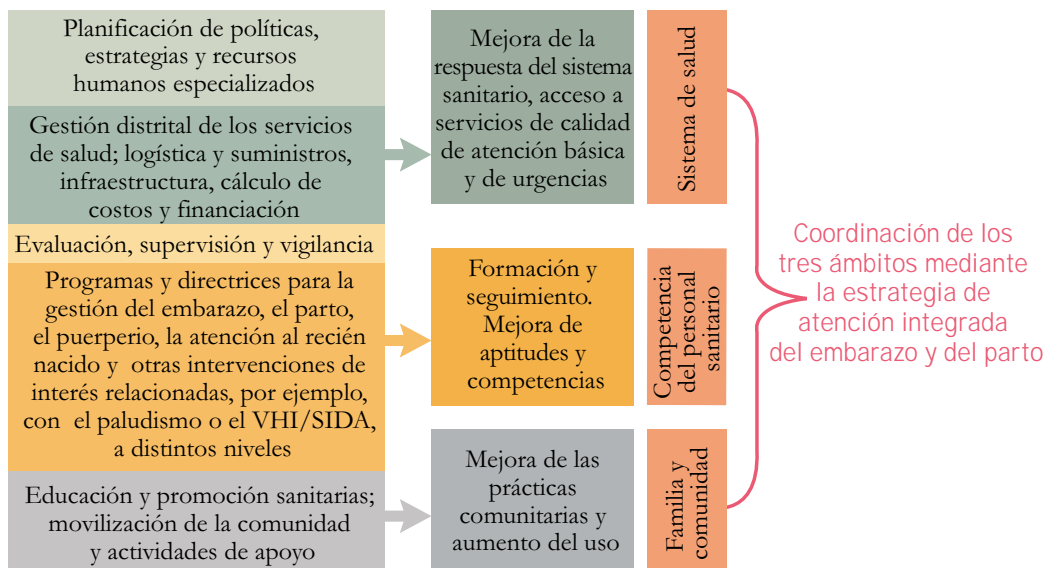 Planificación de políticas,
estrategias y recursos
humanos especializados
Gestión distrital de los servicios
de salud; logística y suministros,
infraestructura, cálculo de
costos y financiación
Evaluación, supervisión y vigilancia
Programas y directrices para la
gestión del embarazo, el parto,
el puerperio, la atención al recién
nacido y otras intervenciones de
interés relacionadas, por ejemplo,
con el paludismo o el VHI/SIDA,
a distintos niveles
Educación y promoción sanitarias;
movilización de la comunidad
y actividades de apoyo
Mejora de la
respuesta del sistema
sanitario, acceso a
servicios de calidad
de atención básica
y de urgencias
Formación y
seguimiento.
Mejora de
aptitudes y
competencias
Mejora de las
prácticas
comunitarias y
aumento del uso
Sistema de salud
Competencia
del personal
sanitario
Familia y
comunidad
Coordinación de los
tres ámbitos mediante
la estrategia de
atención integrada
del embarazo y del parto